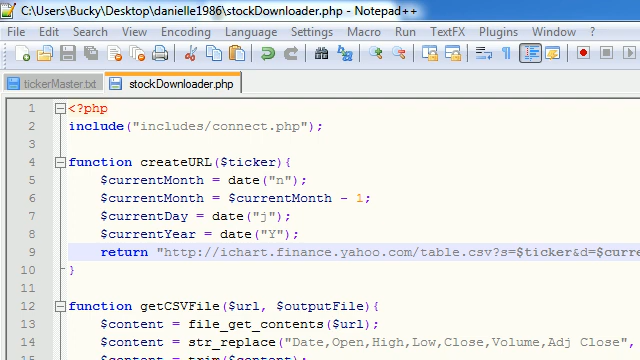 C:\Users\Bucky\Desktop\danielle1986\stockDownloader.php - Notepad++
File Edit Search View Encoding Language Settings Macro Run TextFX Plugins Window ?
tickerMaster.txt stockDownloader.php
1 <?php
2 include("includes/connect.php");
3
4 function createURL($ticker){
5 $currentMonth = date("n");
6 $currentMonth = $currentMonth - 1;
7 $currentDay = date("j");
8 $currentYear = date("Y");
9 return "http://ichart.finance.yahoo.com/table.csv?s=$ticker&d=$curre
10 }
11
12 function getCSVFile($url, $outputFile){
13 $content = file_get_contents($url);
14 $content = str_replace("Date,Open,High,Low,Close,Volume,Adj Close",
15 $content = trim($content);